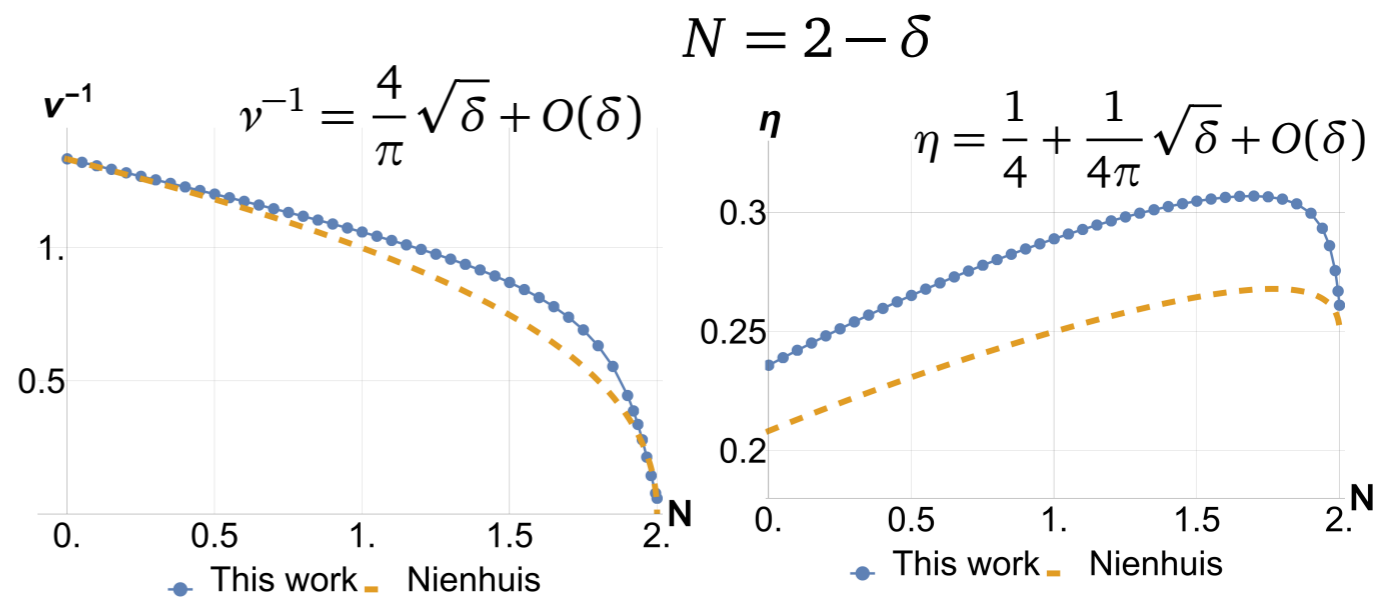 N = 2 − δ
ν⁻¹
ν⁻¹ = 4/π √δ + O(δ)
1.
0.5
0. 0.5 1. 1.5 2.
N
This work Nienhuis
η
η = 1/4 + 1/4π √δ + O(δ)
0.3
0.25
0.2
0. 0.5 1. 1.5 2.
N
This work Nienhuis